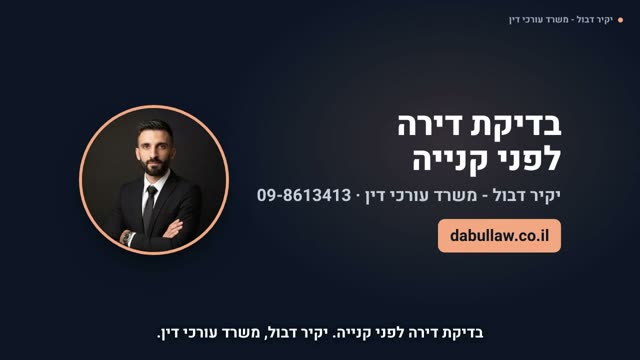 יקיר דבול - משרד עורכי דין
בדיקת דירה
לפני קנייה
יקיר דבול - משרד עורכי דין · 09-8613413
dabullaw.co.il
בדיקת דירה לפני קנייה. יקיר דבול, משרד עורכי דין.